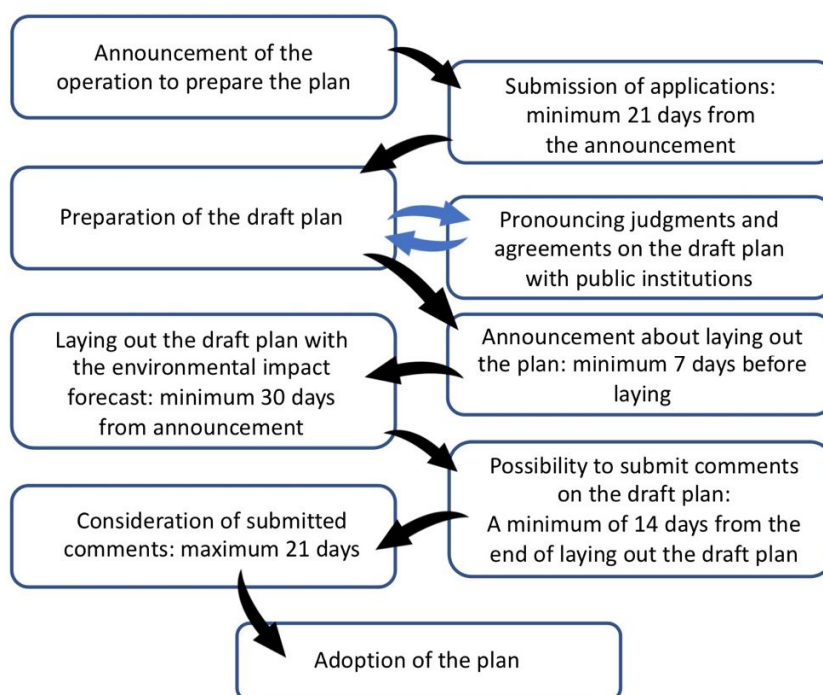 Announcement of the
operation to prepare the plan
Submission of applications:
minimum 21 days from
the announcement
Preparation of the draft plan
Pronouncing judgments and
agreements on the draft plan
with public institutions
Announcement about laying out
the plan: minimum 7 days before
laying
Laying out the draft plan with
the environmental impact
forecast: minimum 30 days
from announcement
Possibility to submit comments
on the draft plan:
A minimum of 14 days from the
end of laying out the draft plan
Consideration of submitted
comments: maximum 21 days
Adoption of the plan